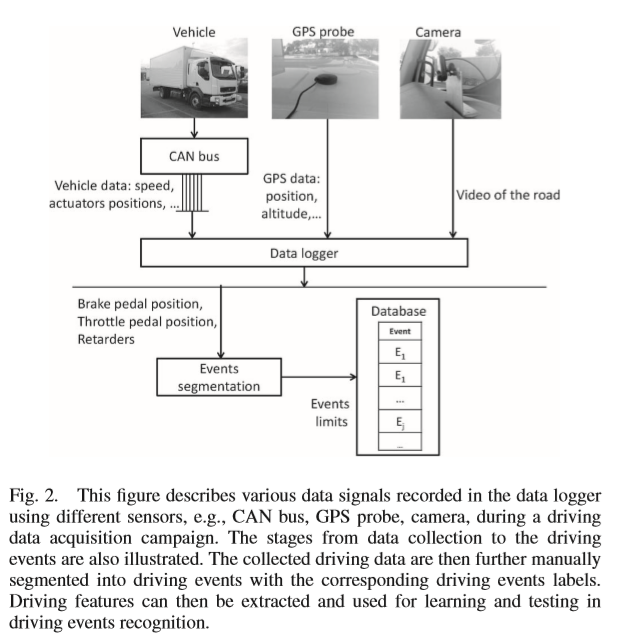 Vehicle
GPS probe
Camera
CAN bus
Vehicle data: speed,
actuators positions, ...
GPS data:
position,
altitude,...
Video of the road
Data logger
Brake pedal position,
Throttle pedal position,
Retarders
Events
segmentation
Events
limits
Database
Event
E₁
E₁
...
Eⱼ
...
Fig. 2. This figure describes various data signals recorded in the data logger
using different sensors, e.g., CAN bus, GPS probe, camera, during a driving
data acquisition campaign. The stages from data collection to the driving
events are also illustrated. The collected driving data are then further manually
segmented into driving events with the corresponding driving events labels.
Driving features can then be extracted and used for learning and testing in
driving events recognition.